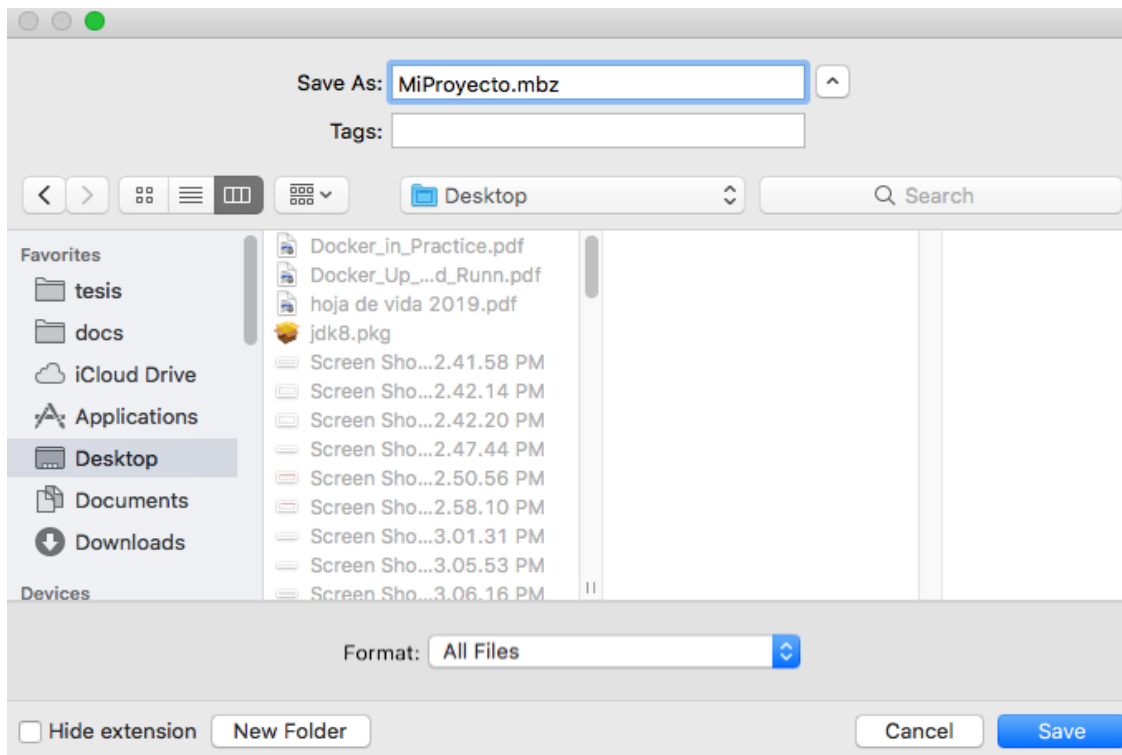 Save As: MiProyecto.mbz
Tags:
Desktop
Search
Favorites
tesis
docs
iCloud Drive
Applications
Desktop
Documents
Downloads
Devices
Docker_in_Practice.pdf
Docker_Up_...d_Runn.pdf
hoja de vida 2019.pdf
jdk8.pkg
Screen Sho...2.41.58 PM
Screen Sho...2.42.14 PM
Screen Sho...2.42.20 PM
Screen Sho...2.47.44 PM
Screen Sho...2.50.56 PM
Screen Sho...2.58.10 PM
Screen Sho...3.01.31 PM
Screen Sho...3.05.53 PM
Screen Sho...3.06.16 PM
Format: All Files
Hide extension
New Folder
Cancel
Save